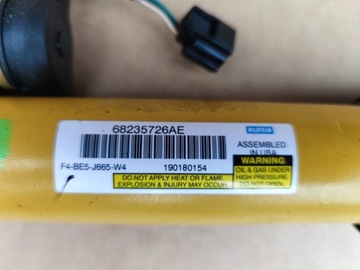 68235726AE
BILSTEIN
ASSEMBLED
IN USA
F4-BE5-J665-W4
190180154
WARNING
OIL & GAS UNDER
HIGH PRESSURE.
DO NOT OPEN.
DO NOT APPLY HEAT OR FLAME.
EXPLOSION & INJURY MAY OCCUR.